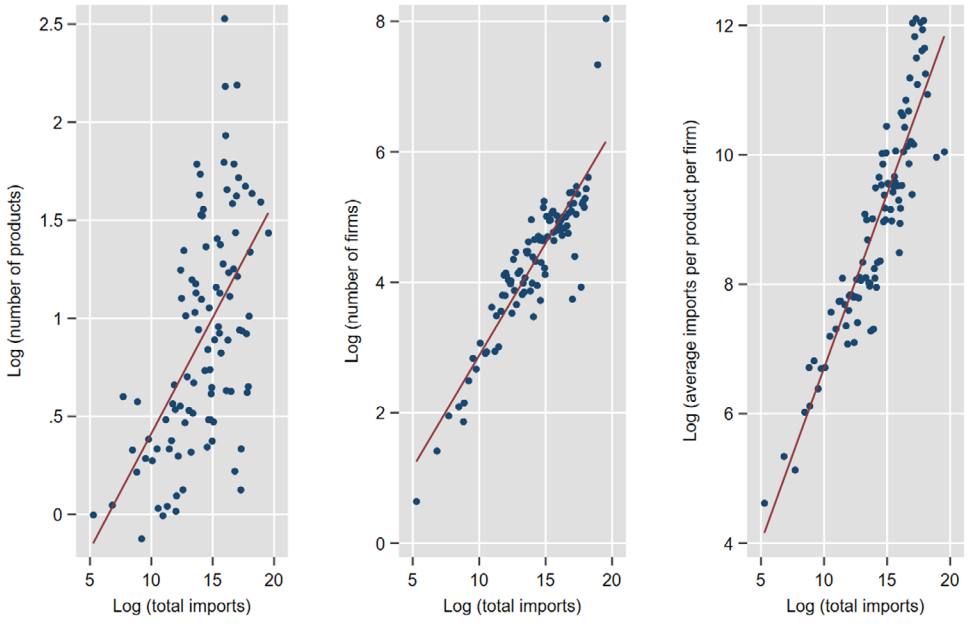 Log (number of products)
2.5
2
1.5
1
.5
0
5 10 15 20
Log (total imports)
Log (number of firms)
8
6
4
2
0
5 10 15 20
Log (total imports)
Log (average imports per product per firm)
12
10
8
6
4
5 10 15 20
Log (total imports)